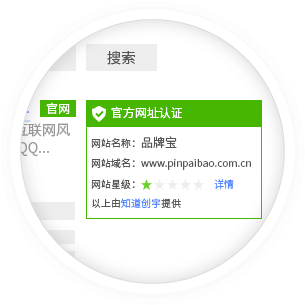 搜索
官网
官方网址认证
互联网风
QQ...
网站名称：品牌宝
网站域名：www.pinpaibao.com.cn
网站星级：★★★★★ 详情
以上由知道创宇提供